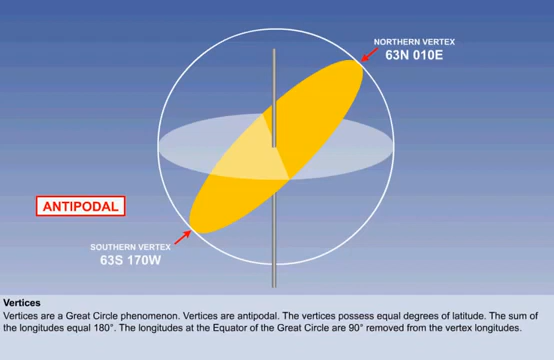 NORTHERN VERTEX
63N 010E
ANTIPODAL
SOUTHERN VERTEX
63S 170W
Vertices
Vertices are a Great Circle phenomenon. Vertices are antipodal. The vertices possess equal degrees of latitude. The sum of
the longitudes equal 180°. The longitudes at the Equator of the Great Circle are 90° removed from the vertex longitudes.